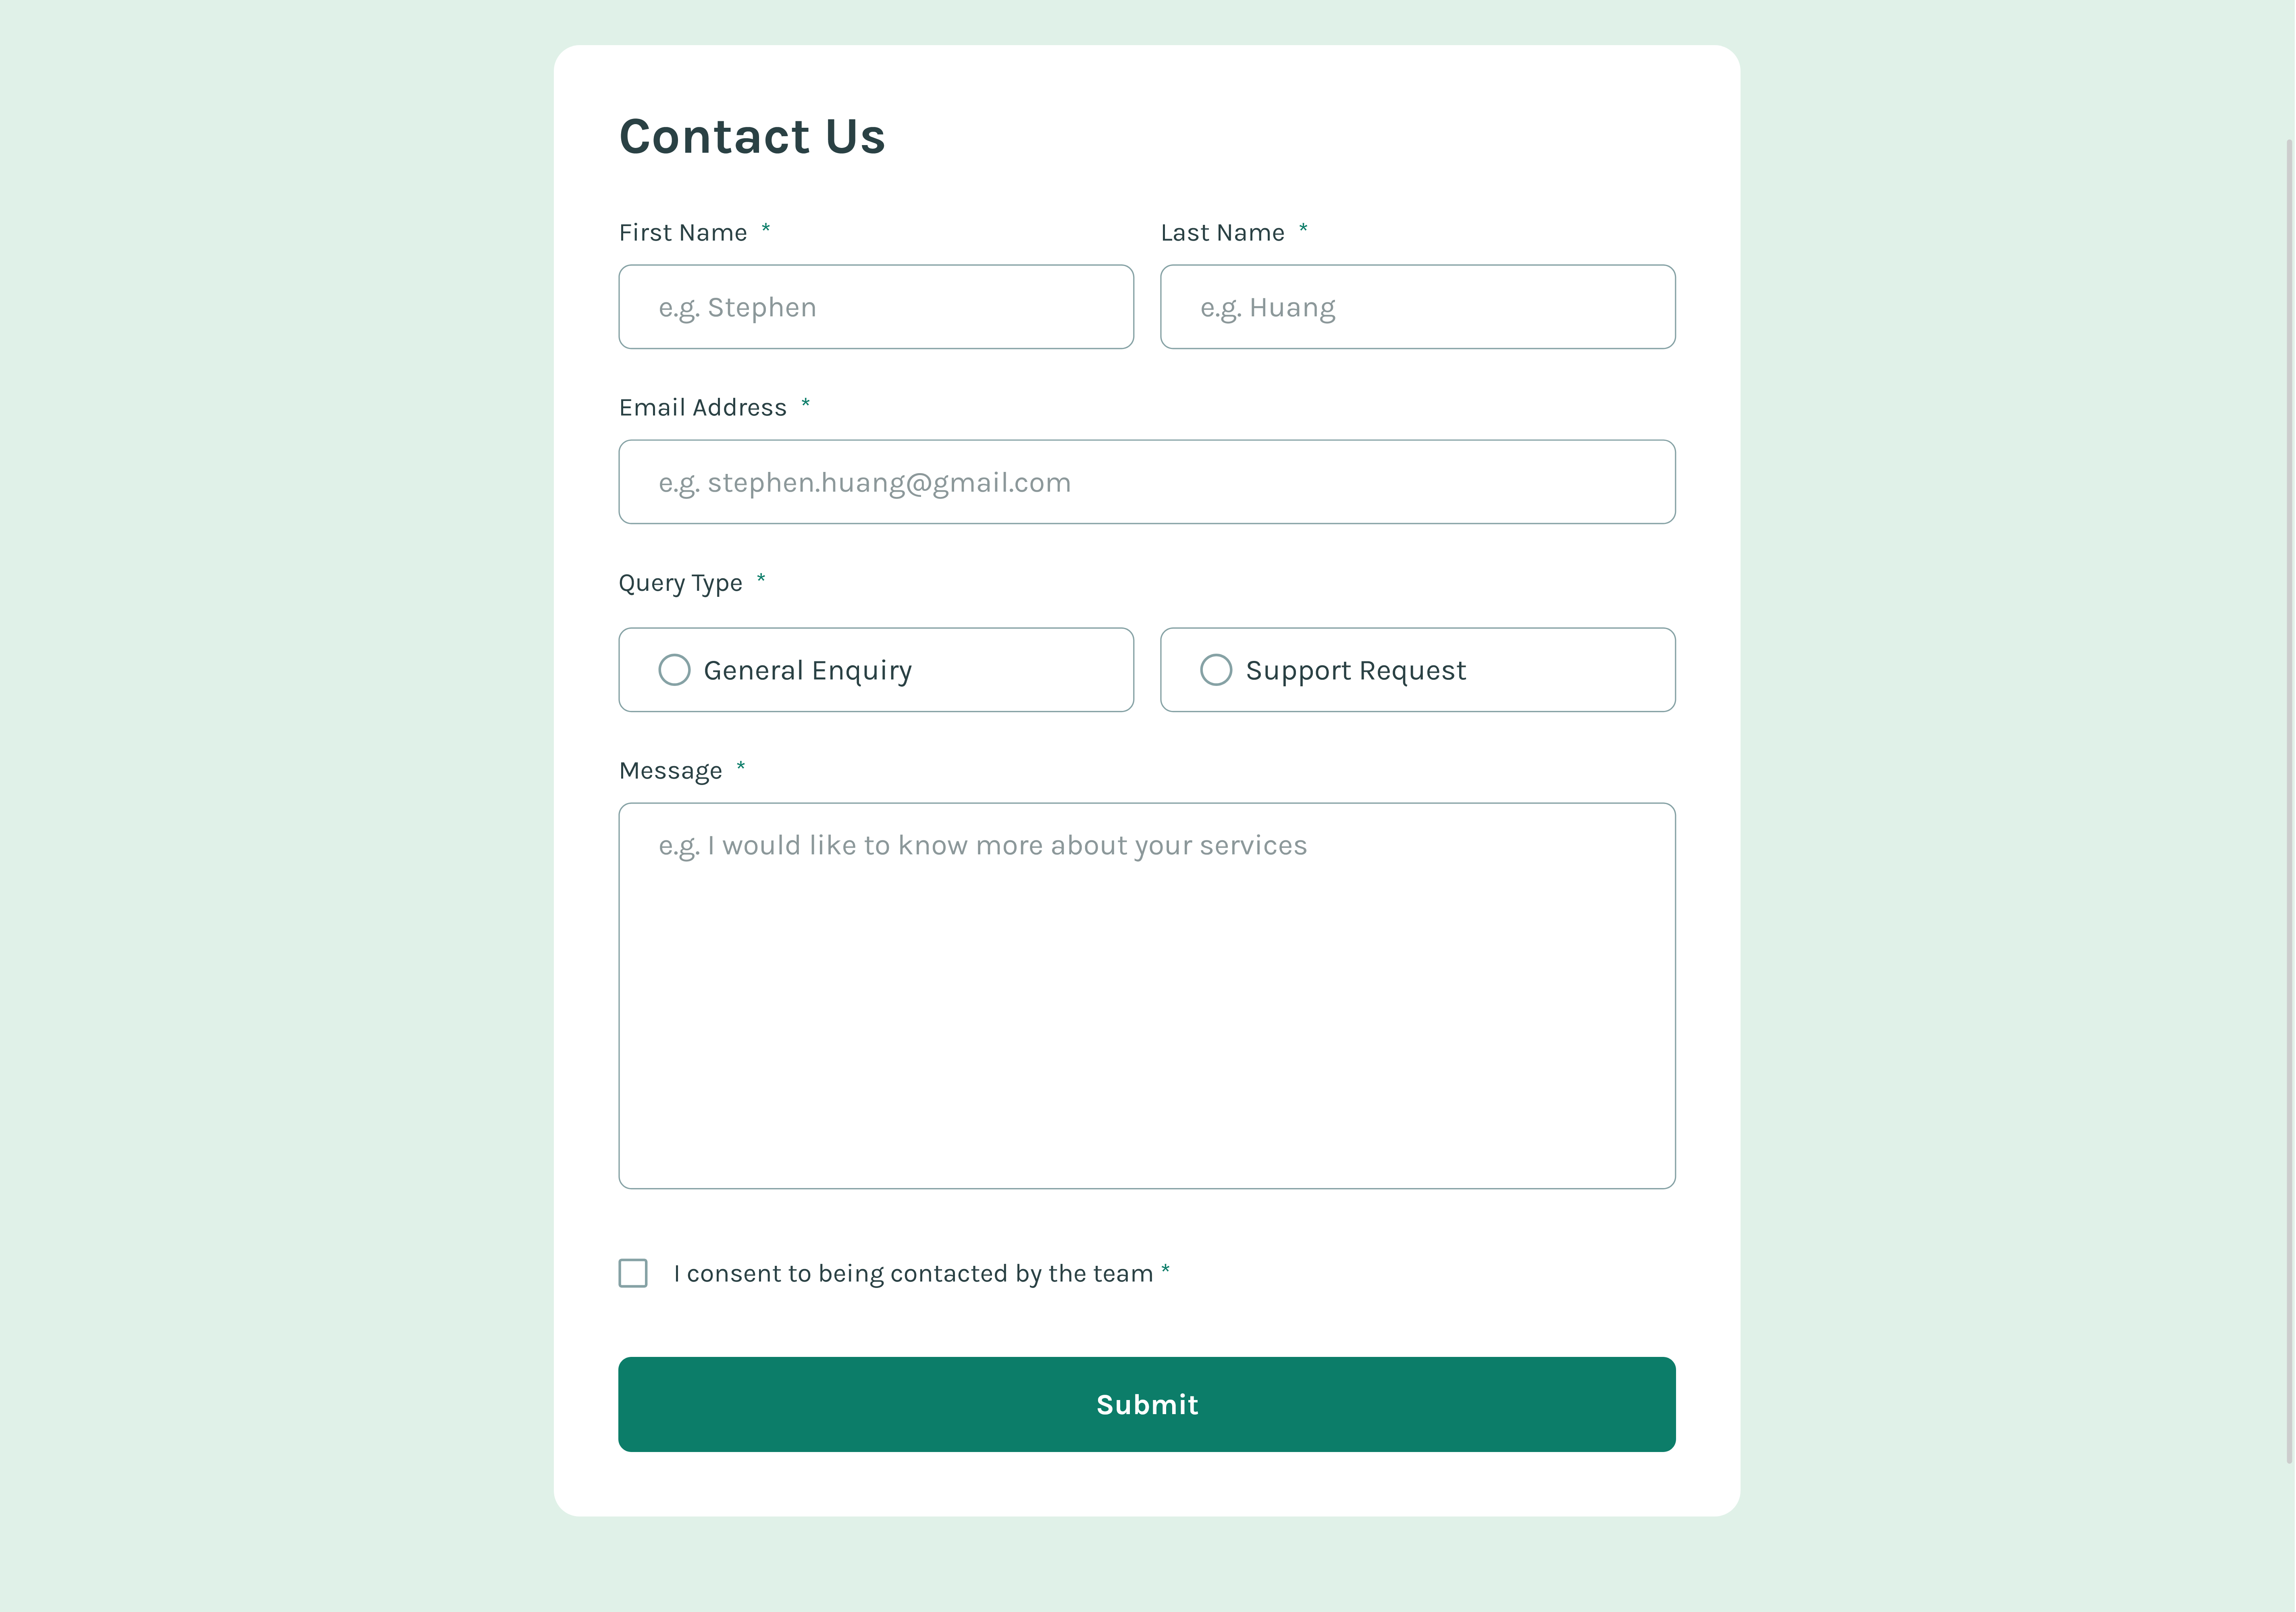 Contact Us
First Name *
Last Name *
e.g. Stephen
e.g. Huang
Email Address *
e.g. stephen.huang@gmail.com
Query Type *
General Enquiry
Support Request
Message *
e.g. I would like to know more about your services
I consent to being contacted by the team *
Submit